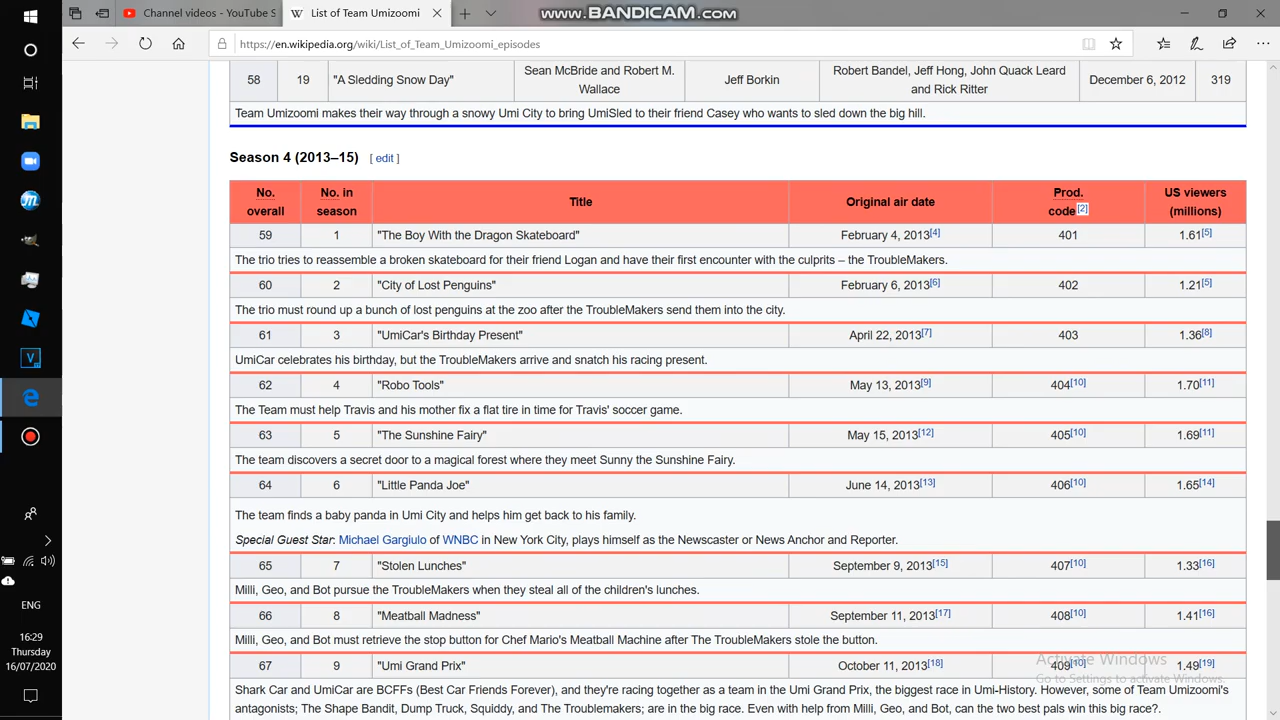 Channel videos - YouTube S
List of Team Umizoomi
www.BANDICAM.com
https://en.wikipedia.org/wiki/List_of_Team_Umizoomi_episodes
58 19 "A Sledding Snow Day" Sean McBride and Robert M. Wallace Jeff Borkin Robert Bandel, Jeff Hong, John Quack Leard and Rick Ritter December 6, 2012 319
Team Umizoomi makes their way through a snowy Umi City to bring UmiSled to their friend Casey who wants to sled down the big hill.
Season 4 (2013–15) [ edit ]
No. overall No. in season Title Original air date Prod. code[2] US viewers (millions)
59 1 "The Boy With the Dragon Skateboard" February 4, 2013[4] 401 1.61[5]
The trio tries to reassemble a broken skateboard for their friend Logan and have their first encounter with the culprits – the TroubleMakers.
60 2 "City of Lost Penguins" February 6, 2013[6] 402 1.21[5]
The trio must round up a bunch of lost penguins at the zoo after the TroubleMakers send them into the city.
61 3 "UmiCar's Birthday Present" April 22, 2013[7] 403 1.36[8]
UmiCar celebrates his birthday, but the TroubleMakers arrive and snatch his racing present.
62 4 "Robo Tools" May 13, 2013[9] 404[10] 1.70[11]
The Team must help Travis and his mother fix a flat tire in time for Travis' soccer game.
63 5 "The Sunshine Fairy" May 15, 2013[12] 405[10] 1.69[11]
The team discovers a secret door to a magical forest where they meet Sunny the Sunshine Fairy.
64 6 "Little Panda Joe" June 14, 2013[13] 406[10] 1.65[14]
The team finds a baby panda in Umi City and helps him get back to his family.
Special Guest Star: Michael Gargiulo of WNBC in New York City, plays himself as the Newscaster or News Anchor and Reporter.
65 7 "Stolen Lunches" September 9, 2013[15] 407[10] 1.33[16]
Milli, Geo, and Bot pursue the TroubleMakers when they steal all of the children's lunches.
66 8 "Meatball Madness" September 11, 2013[17] 408[10] 1.41[16]
Milli, Geo, and Bot must retrieve the stop button for Chef Mario's Meatball Machine after The TroubleMakers stole the button.
67 9 "Umi Grand Prix" October 11, 2013[18] 409[10] 1.49[19]
Shark Car and UmiCar are BCFFs (Best Car Friends Forever), and they're racing together as a team in the Umi Grand Prix, the biggest race in Umi-History. However, some of Team Umizoomi's
antagonists; The Shape Bandit, Dump Truck, Squiddy, and The Troublemakers; are in the big race. Even with help from Milli, Geo, and Bot, can the two best pals win this big race?.
Activate Windows
Go to Settings to activate Windows.
ENG
16:29
Thursday
16/07/2020